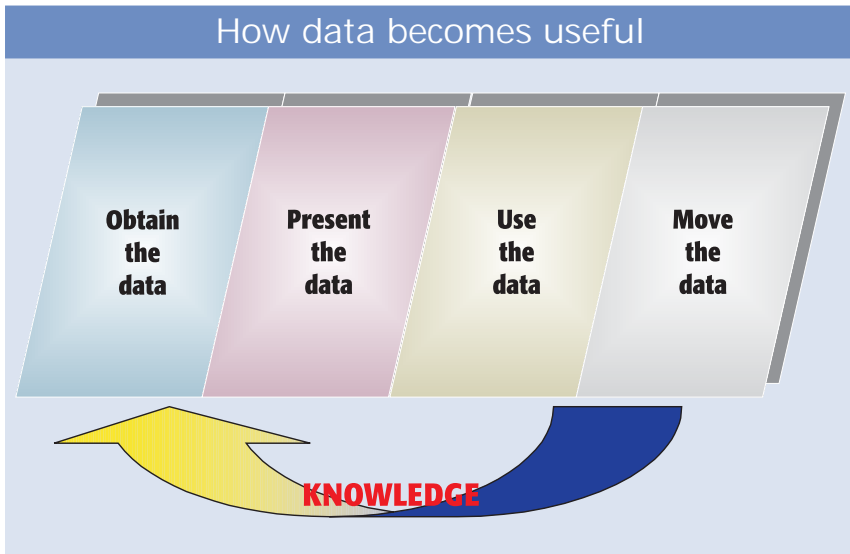 How data becomes useful
Obtain
the
data
Present
the
data
Use
the
data
Move
the
data
KNOWLEDGE